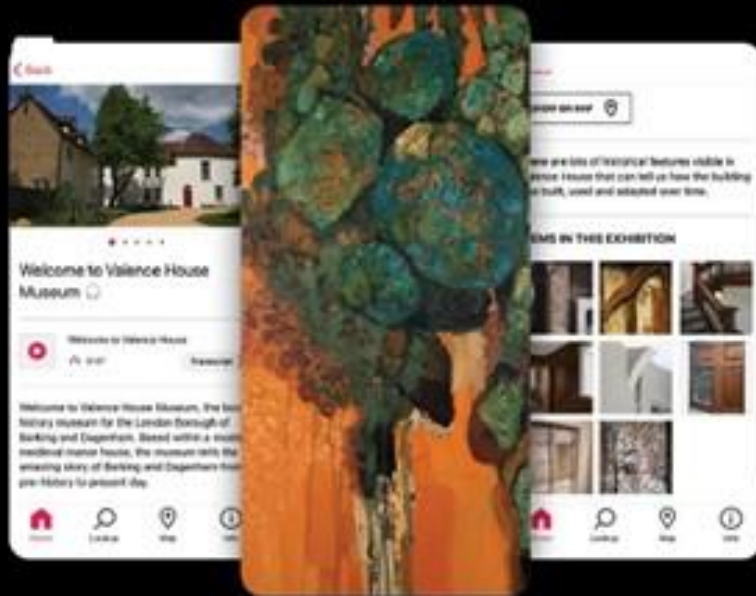 Back
Welcome to Valence House
Museum
Welcome to Valence House
Transcript
Welcome to Valence House Museum, the
history museum for the London Borough of
Barking and Dagenham. Based within a
medieval manor house, the museum tells the
amazing story of Barking and Dagenham from
pre-history to present day.
Home
Lookup
Map
Info
ON MAP
are lots of historical features visible in
House that can tell us how the building
built, used and adapted over time.
EMS IN THIS EXHIBITION
Home
Lookup
Map
Info